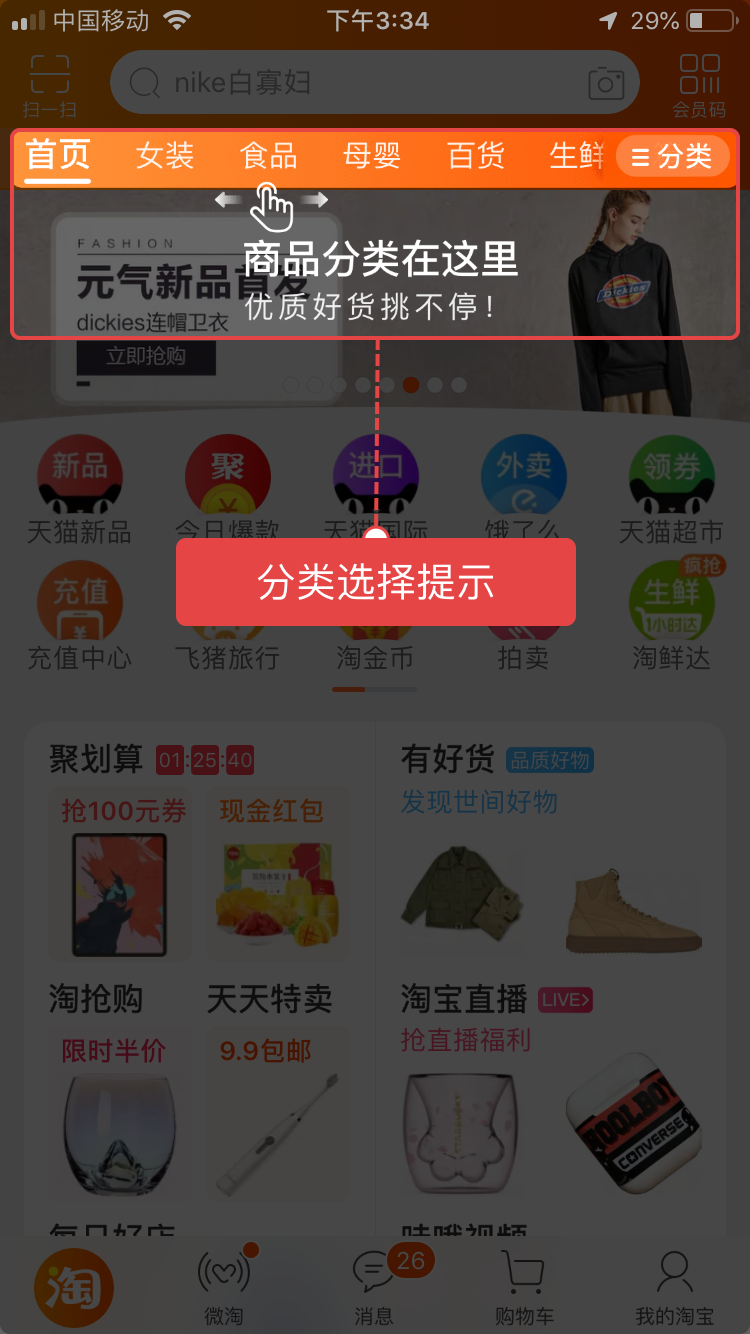 中国移动 下午3:34 29%
nike白寡妇
扫一扫 会员码
首页 女装 食品 母婴 百货 生鲜 分类
FASHION
元气新品首发
商品分类在这里
dickies连帽卫衣
优质好货挑不停！
立即抢购
Dickies
新品 聚 进口 外卖 领券
天猫新品 今日爆款 天猫国际 饿了么 天猫超市
分类选择提示
疯抢
充值 生鲜
1小时达
充值中心 飞猪旅行 淘金币 拍卖 淘鲜达
聚划算 01:25:40 有好货 品质好物
抢100元券 现金红包 发现世间好物
淘抢购 天天特卖 淘宝直播 LIVE>
限时半价 9.9包邮 抢直播福利
STARBUCKS
COOLBOY
CONVERSE
每日好店 哇哦视频
26
淘 微淘 消息 购物车 我的淘宝